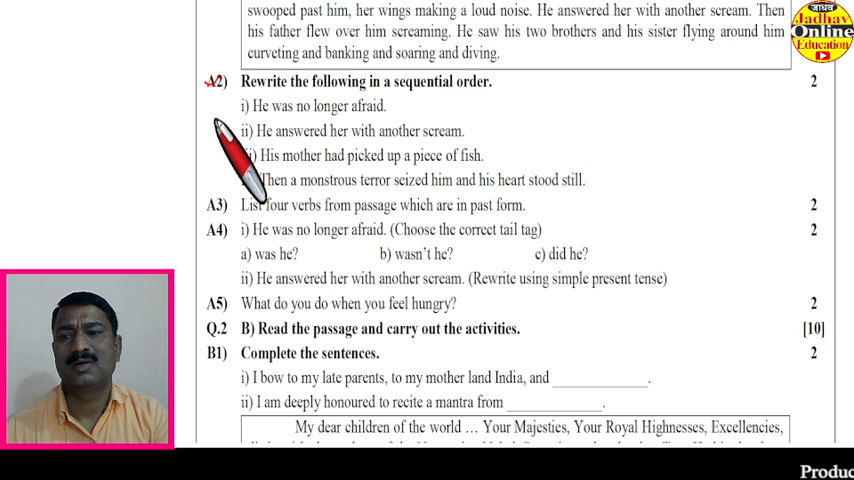 swooped past him, her wings making a loud noise. He answered her with another scream. Then
his father flew over him screaming. He saw his two brothers and his sister flying around him
curveting and banking and soaring and diving.
जाधव
Jadhav
Online
Education
A2) Rewrite the following in a sequential order. 2
i) He was no longer afraid.
ii) He answered her with another scream.
His mother had picked up a piece of fish.
Then a monstrous terror seized him and his heart stood still.
A3) List four verbs from passage which are in past form. 2
A4) i) He was no longer afraid. (Choose the correct tail tag) 2
a) was he? b) wasn't he? c) did he?
ii) He answered her with another scream. (Rewrite using simple present tense)
A5) What do you do when you feel hungry? 2
Q.2 B) Read the passage and carry out the activities. [10]
B1) Complete the sentences. 2
i) I bow to my late parents, to my mother land India, and ______________.
ii) I am deeply honoured to recite a mantra from ______________.
My dear children of the world … Your Majesties, Your Royal Highnesses, Excellencies,
Produc